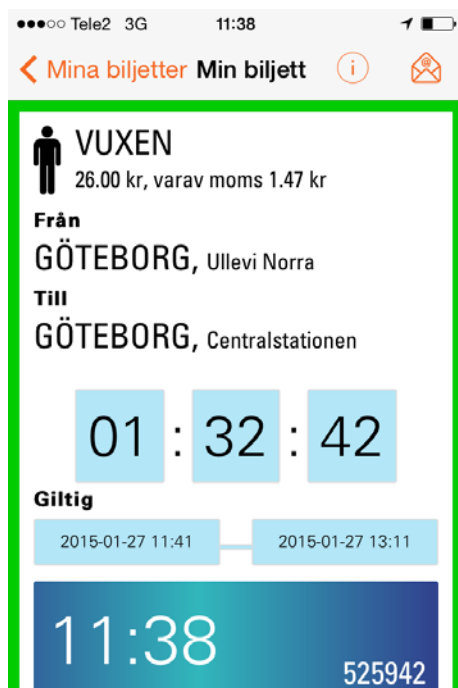 Tele2 3G 11:38
Mina biljetter Min biljett i @
VUXEN
26.00 kr, varav moms 1.47 kr
Från
GÖTEBORG, Ullevi Norra
Till
GÖTEBORG, Centralstationen
01 : 32 : 42
Giltig
2015-01-27 11:41 2015-01-27 13:11
11:38
525942